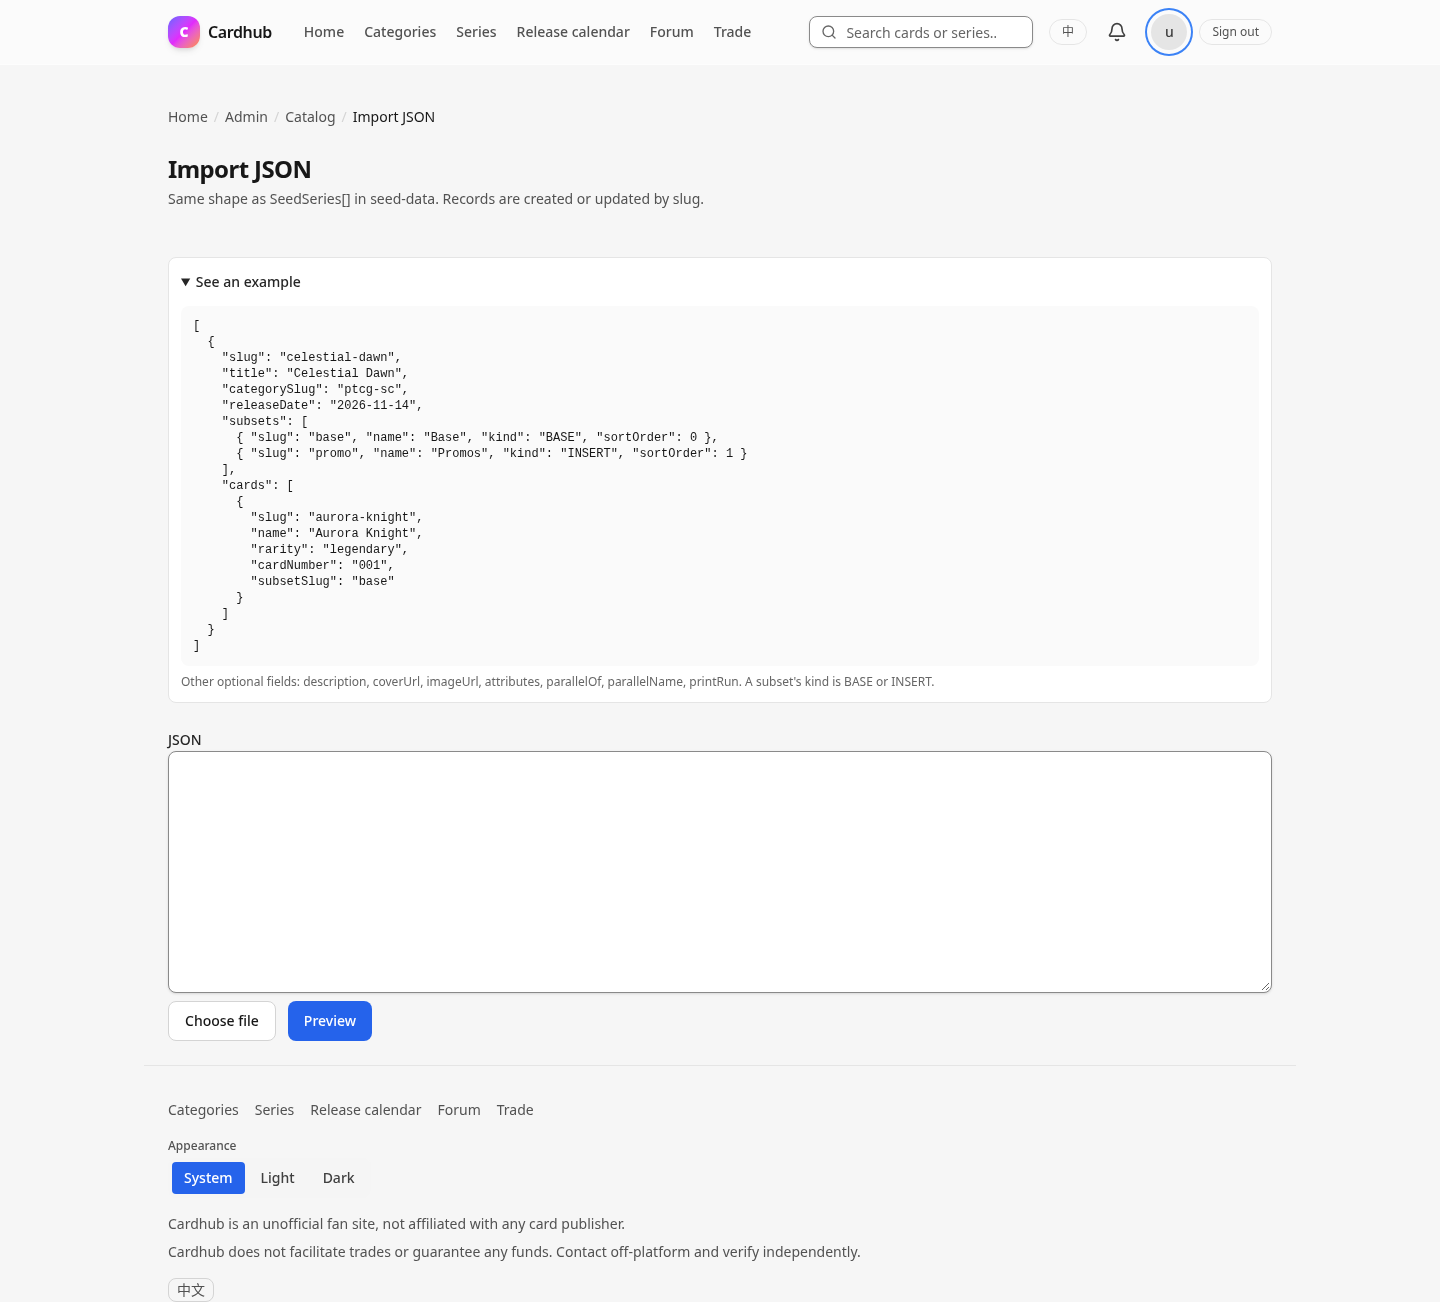 C Cardhub Home Categories Series Release calendar Forum Trade Search cards or series.. 中 u Sign out
Home / Admin / Catalog / Import JSON
Import JSON
Same shape as SeedSeries[] in seed-data. Records are created or updated by slug.
▼ See an example
[
  {
    "slug": "celestial-dawn",
    "title": "Celestial Dawn",
    "categorySlug": "ptcg-sc",
    "releaseDate": "2026-11-14",
    "subsets": [
      { "slug": "base", "name": "Base", "kind": "BASE", "sortOrder": 0 },
      { "slug": "promo", "name": "Promos", "kind": "INSERT", "sortOrder": 1 }
    ],
    "cards": [
      {
        "slug": "aurora-knight",
        "name": "Aurora Knight",
        "rarity": "legendary",
        "cardNumber": "001",
        "subsetSlug": "base"
      }
    ]
  }
]
Other optional fields: description, coverUrl, imageUrl, attributes, parallelOf, parallelName, printRun. A subset's kind is BASE or INSERT.
JSON
Choose file Preview
Categories Series Release calendar Forum Trade
Appearance
System Light Dark
Cardhub is an unofficial fan site, not affiliated with any card publisher.
Cardhub does not facilitate trades or guarantee any funds. Contact off-platform and verify independently.
中文